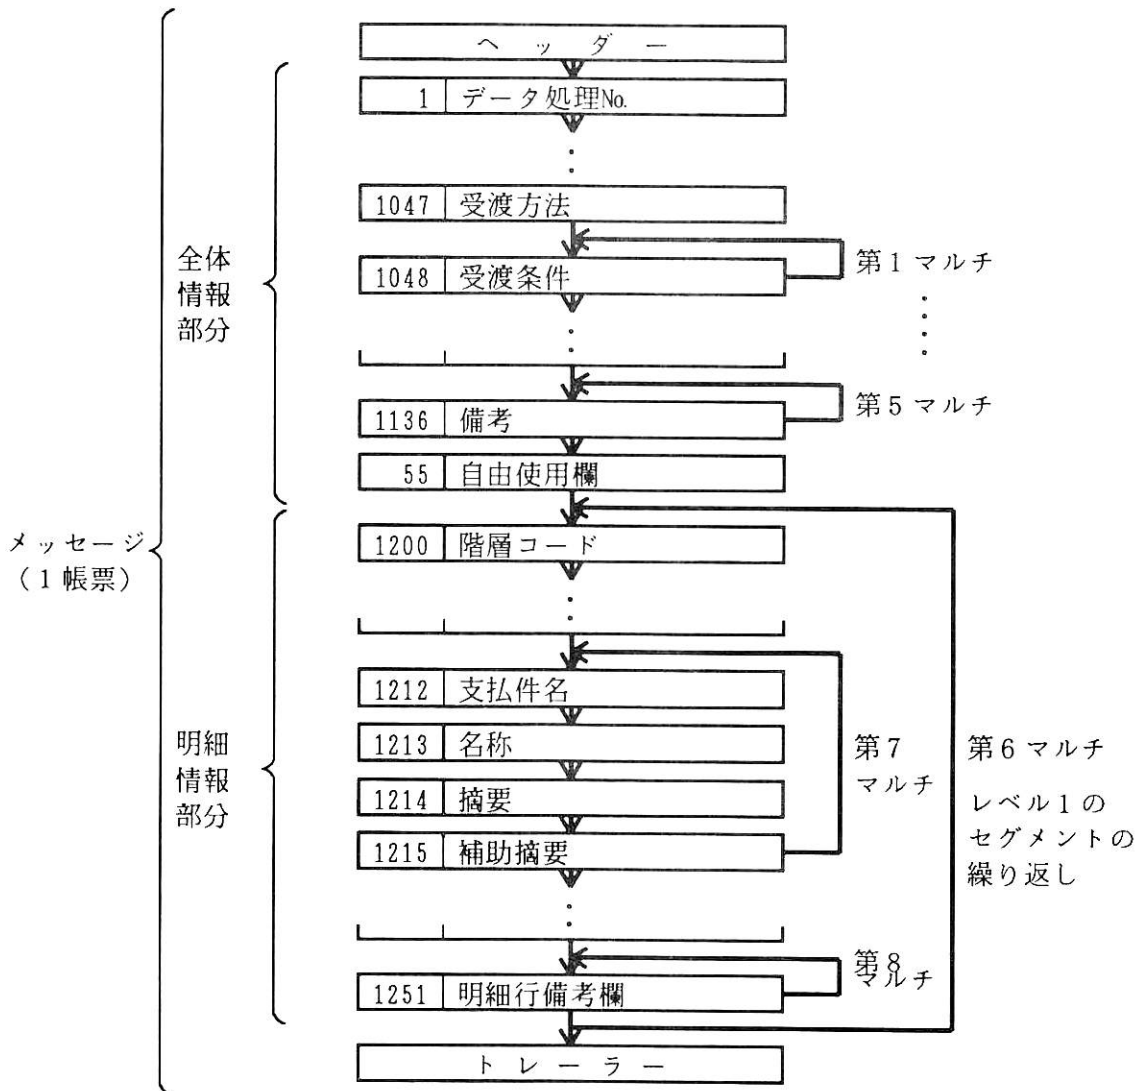 ヘッダー
1 データ処理No.
1047 受渡方法
1048 受渡条件
第1マルチ
全体
情報
部分
1136 備考
第5マルチ
55 自由使用欄
メッセージ
(1帳票)
1200 階層コード
1212 支払件名
1213 名称
1214 摘要
1215 補助摘要
明細
情報
部分
第7
マルチ
第6マルチ
レベル1の
セグメントの
繰り返し
1251 明細行備考欄
第8
マルチ
トレーラー